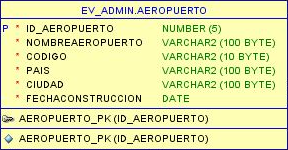 EV_ADMIN.AEROPUERTO
P * ID_AEROPUERTO NUMBER (5)
* NOMBREAEROPUERTO VARCHAR2 (100 BYTE)
* CODIGO VARCHAR2 (10 BYTE)
* PAIS VARCHAR2 (100 BYTE)
* CIUDAD VARCHAR2 (100 BYTE)
* FECHACONSTRUCCION DATE
AEROPUERTO_PK (ID_AEROPUERTO)
AEROPUERTO_PK (ID_AEROPUERTO)